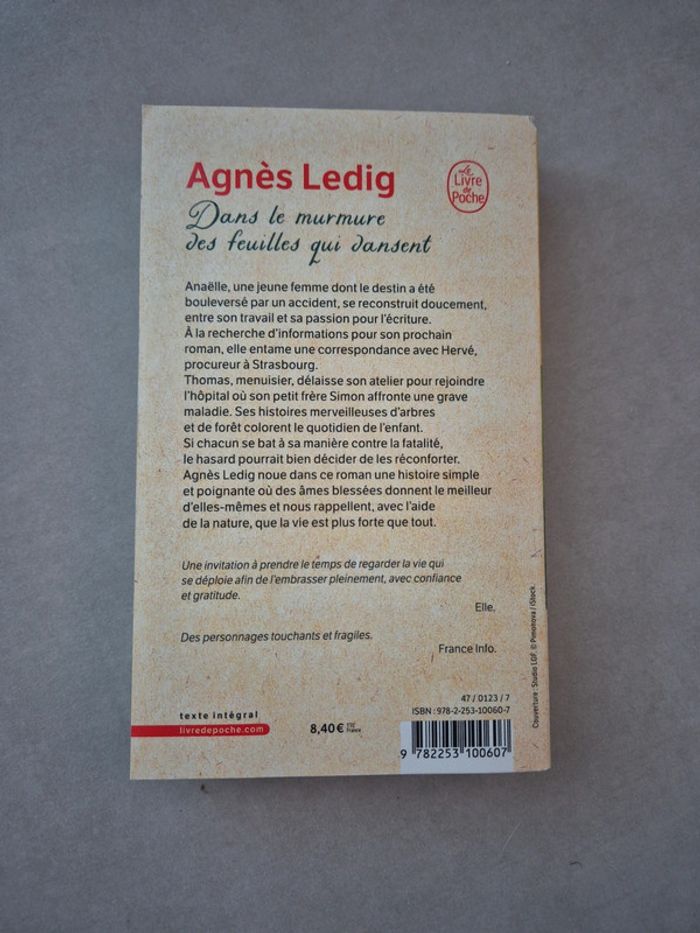 Agnès Ledig
Le
Livre
de
Poche
Dans le murmure
des feuilles qui dansent
Anaëlle, une jeune femme dont le destin a été
bouleversé par un accident, se reconstruit doucement,
entre son travail et sa passion pour l'écriture.
À la recherche d'informations pour son prochain
roman, elle entame une correspondance avec Hervé,
procureur à Strasbourg.
Thomas, menuisier, délaisse son atelier pour rejoindre
l'hôpital où son petit frère Simon affronte une grave
maladie. Ses histoires merveilleuses d'arbres
et de forêt colorent le quotidien de l'enfant.
Si chacun se bat à sa manière contre la fatalité,
le hasard pourrait bien décider de les réconforter.
Agnès Ledig noue dans ce roman une histoire simple
et poignante où des âmes blessées donnent le meilleur
d'elles-mêmes et nous rappellent, avec l'aide
de la nature, que la vie est plus forte que tout.
Une invitation à prendre le temps de regarder la vie qui
se déploie afin de l'embrasser pleinement, avec confiance
et gratitude.
Elle.
Des personnages touchants et fragiles.
France Info.
Couverture : Studio LGF. © Pimonova / iStock.
47 / 0123 / 7
ISBN : 978-2-253-10060-7
texte intégral
livredepoche.com
8,40 € TTC
France
9 782253 100607